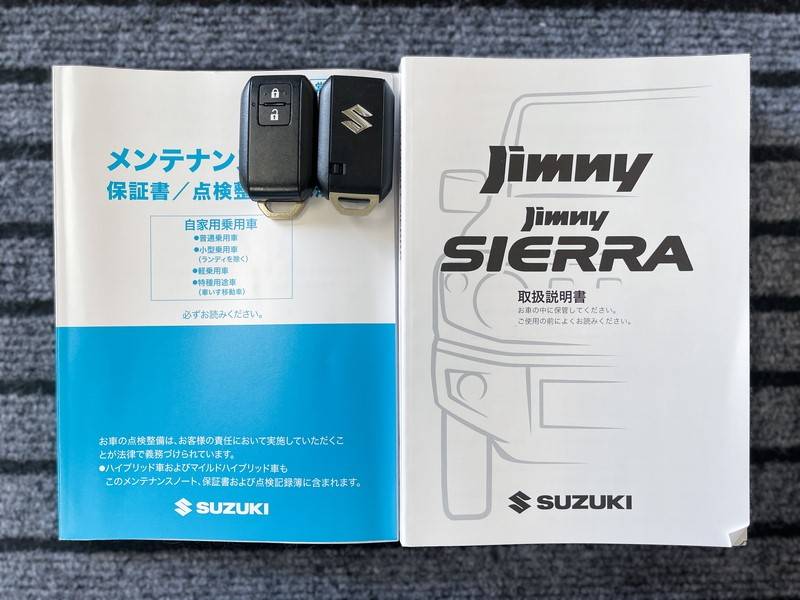 メンテナンス
保証書／点検整
自家用乗用車
●普通乗用車
●小型乗用車
（ランディを除く）
●軽乗用車
●特種用途車
（車いす移動車）
必ずお読みください。
お車の点検整備は、お客様の責任において実施していただくこ
とが法律で義務づけられています。
●ハイブリッド車およびマイルドハイブリッド車も
このメンテナンスノート、保証書および点検記録簿に含まれます。
SUZUKI
Jimny
Jimny
SIERRA
取扱説明書
お車の中に保管してください。
ご使用の前によくお読みください。
SUZUKI